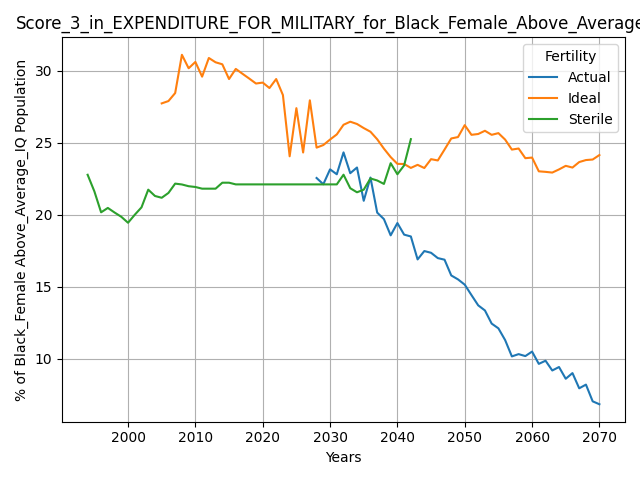 Score_3_in_EXPENDITURE_FOR_MILITARY_for_Black_Female_Above_Average
% of Black_Female Above_Average_IQ Population
30
25
20
15
10
Fertility
Actual
Ideal
Sterile
2000 2010 2020 2030 2040 2050 2060 2070
Years